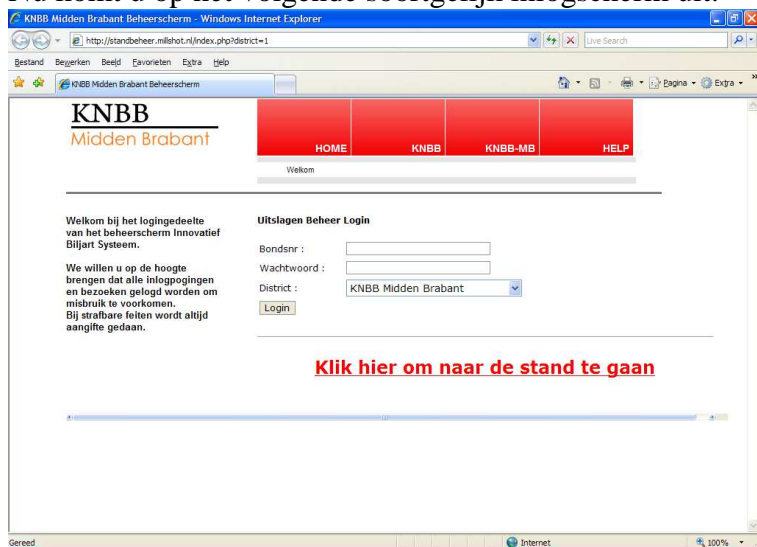 Nu komt u op het volgende soortgelijk inlogscherm uit:
KNBB Midden Brabant Beheerscherm - Windows Internet Explorer
http://standbeheer.millshot.nl/index.php?district=1
Live Search
Bestand Bewerken Beeld Favorieten Extra Help
KNBB Midden Brabant Beheerscherm
Pagina Extra
KNBB
Midden Brabant
HOME KNBB KNBB-MB HELP
Welkom
Welkom bij het logingedeelte
van het beheerscherm Innovatief
Biljart Systeem.
We willen u op de hoogte
brengen dat alle inlogpogingen
en bezoeken gelogd worden om
misbruik te voorkomen.
Bij strafbare feiten wordt altijd
aangifte gedaan.
Uitslagen Beheer Login
Bondsnr :
Wachtwoord :
District : KNBB Midden Brabant
Login
Klik hier om naar de stand te gaan
Gereed Internet 100%